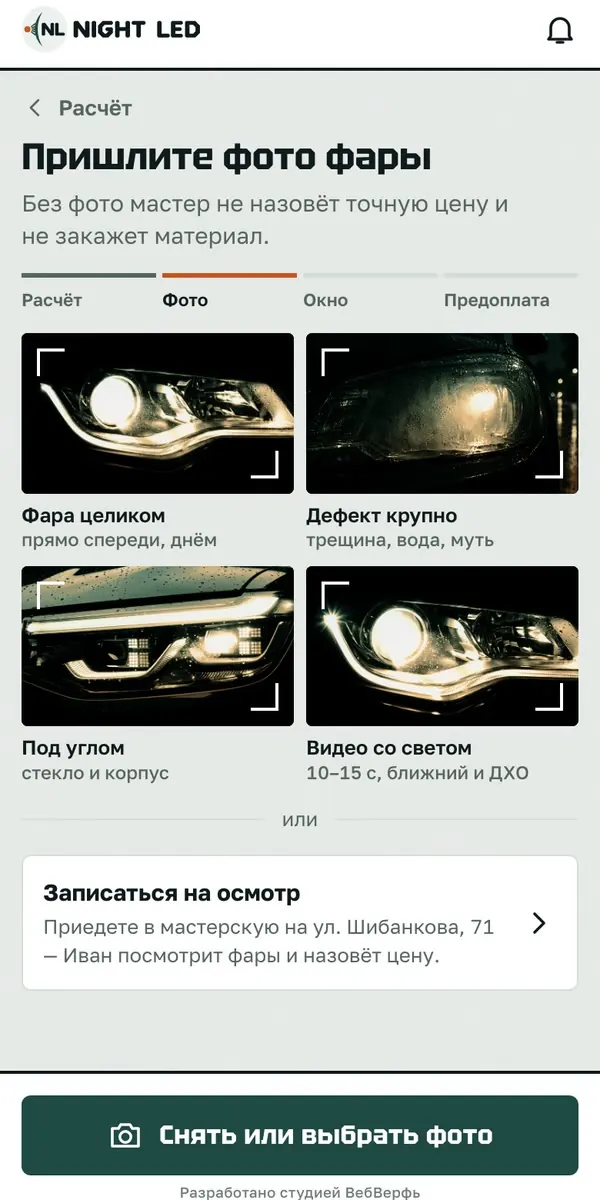 NL NIGHT LED
Расчёт
Пришлите фото фары
Без фото мастер не назовёт точную цену и
не закажет материал.
Расчёт
Фото
Окно
Предоплата
Фара целиком
прямо спереди, днём
Дефект крупно
трещина, вода, муть
Под углом
стекло и корпус
Видео со светом
10–15 с, ближний и ДХО
или
Записаться на осмотр
Приедете в мастерскую на ул. Шибанкова, 71
— Иван посмотрит фары и назовёт цену.
Снять или выбрать фото
Разработано студией ВебВерфь